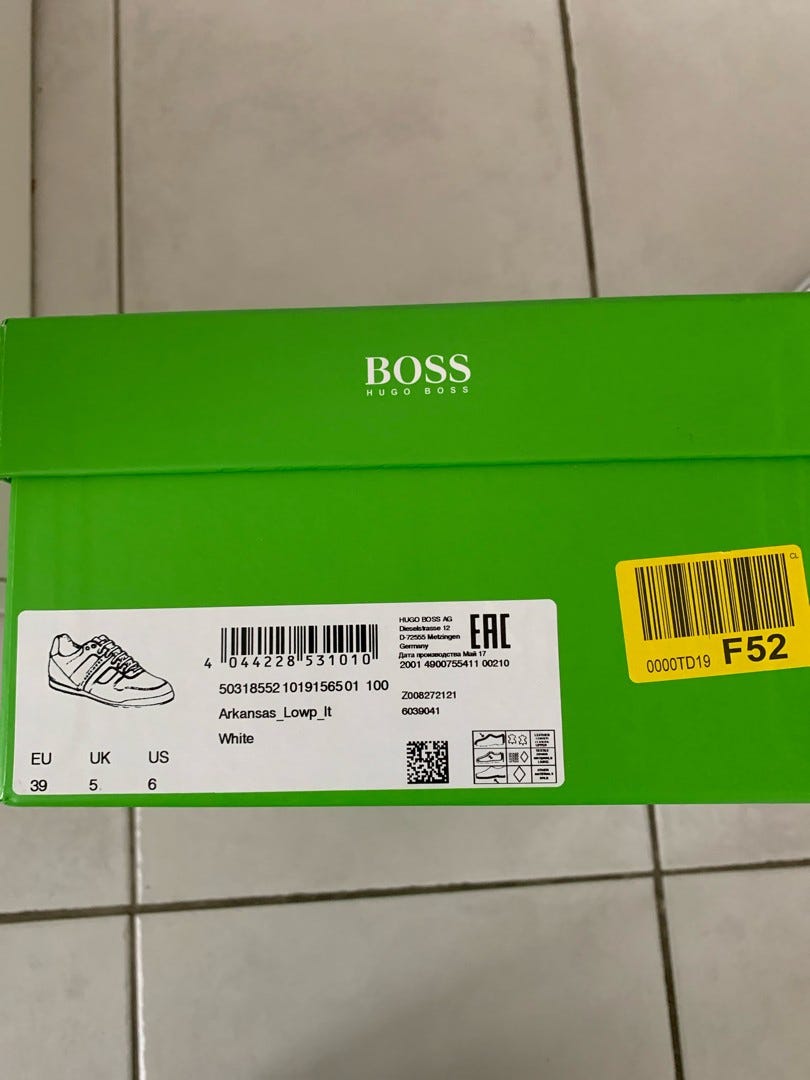 BOSS
HUGO BOSS
CL
0000TD19 F52
4 044228 531010
50318552 10191565 01 100
Arkansas_Lowp_lt
White
EU UK US
39 5 6
HUGO BOSS AG
Dieselstrasse 12
D-72555 Metzingen
Germany
Дата производства Май 17
2001 4900755411 00210
EAC
Z008272121
6039041